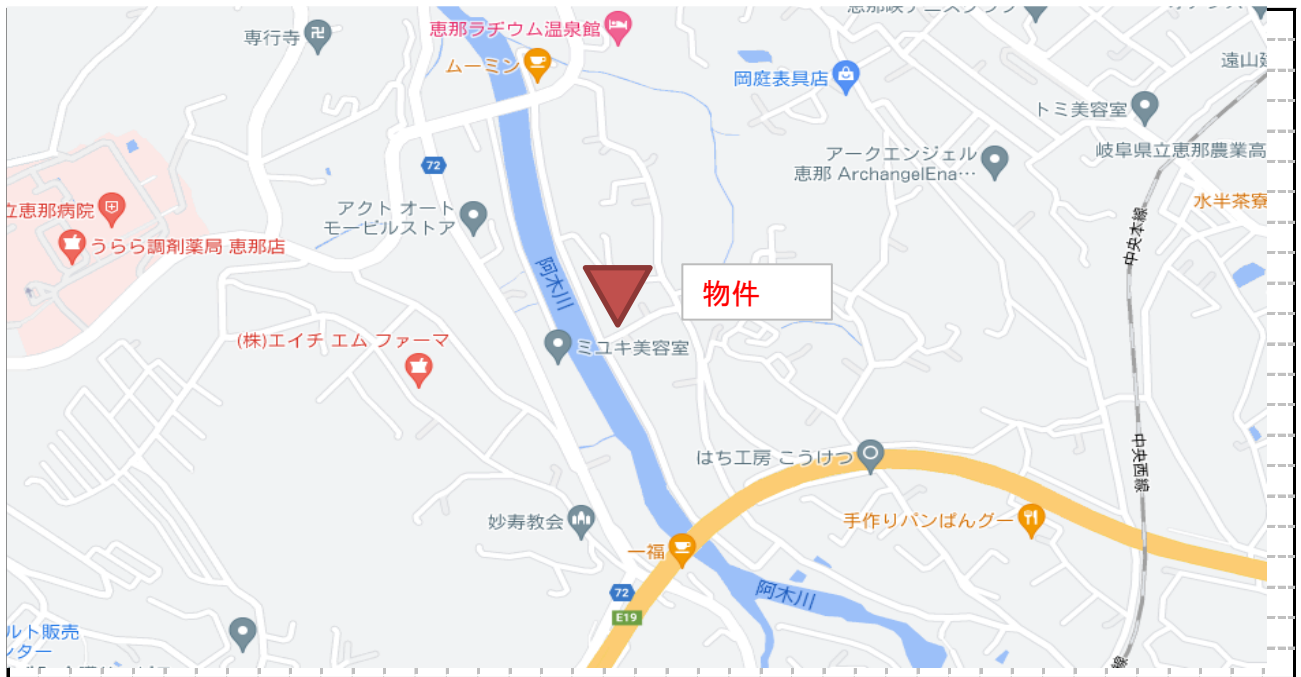 専行寺
恵那ラヂウム温泉館
ムーミン
岡庭表具店
遠山
トミ美容室
岐阜県立恵那農業高
アークエンジェル
恵那 ArchangelEna…
水半茶寮
72
立恵那病院
うらら調剤薬局 恵那店
アクト オート
モービルストア
中央本線
阿木川
物件
(株)エイチ エム ファーマ
ミユキ美容室
はち工房 こうけつ
中央西線
妙寿教会
一福
手作りパンぱんグー
72
E19
阿木川
ルト販売
ンター
線